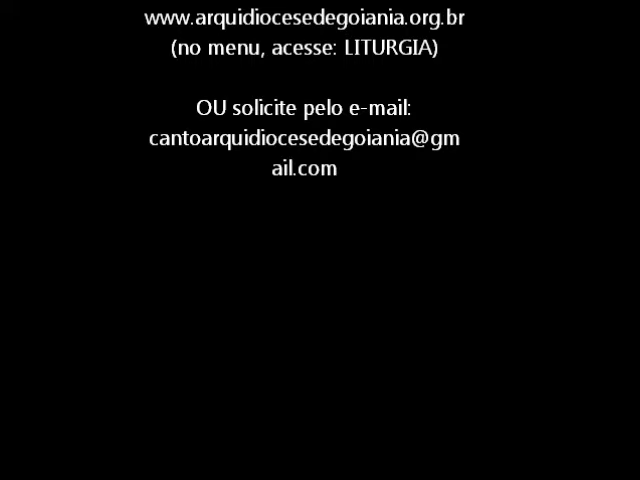 www.arquidiocesedegoiania.org.br
(no menu, acesse: LITURGIA)
OU solicite pelo e-mail:
cantoarquidiocesedegoiania@gm
ail.com